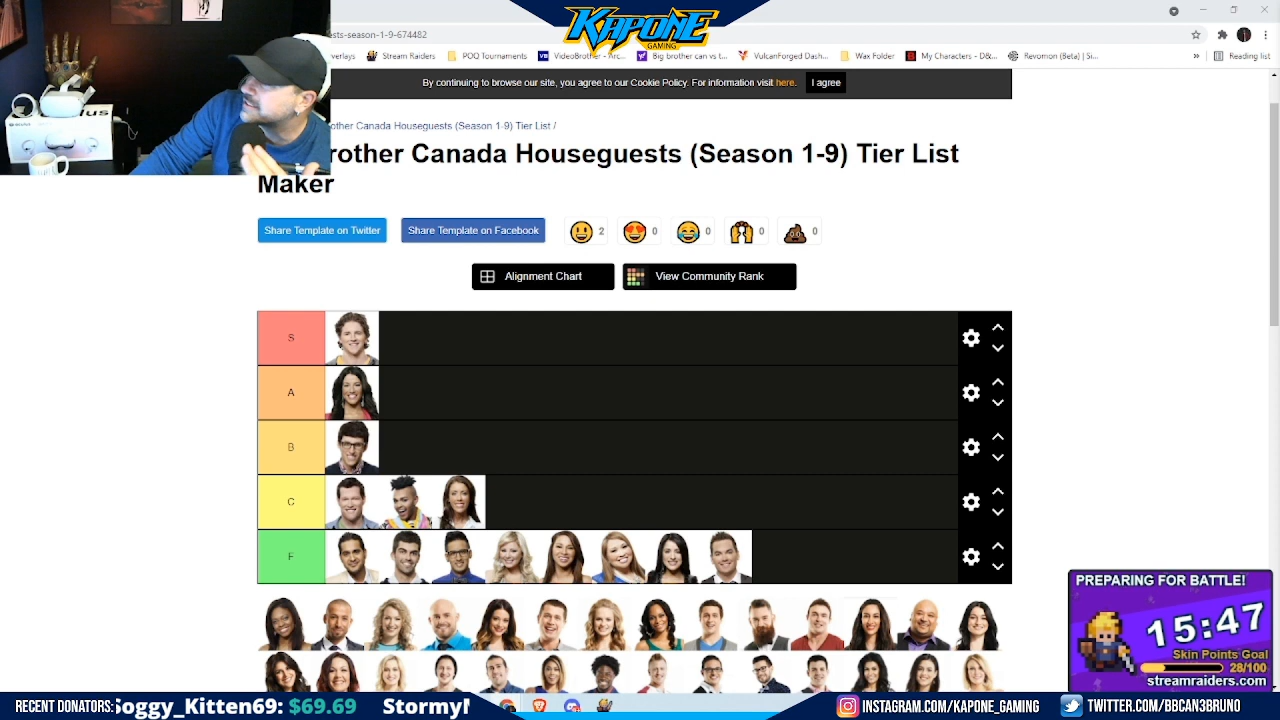 KAPONE
GAMING
sts-season-1-9-674482
verlays
Stream Raiders
POQ Tournaments
VideoBrother - Arc...
Big brother can vs t...
VulcanForged Dash...
Wax Folder
My Characters - D&...
Revomon (Beta) | Si...
»
Reading list
By continuing to browse our site, you agree to our Cookie Policy. For information visit here.
I agree
other Canada Houseguests (Season 1-9) Tier List /
rother Canada Houseguests (Season 1-9) Tier List
Maker
Share Template on Twitter
Share Template on Facebook
2
0
0
0
0
Alignment Chart
View Community Rank
S
A
B
C
F
PREPARING FOR BATTLE!
15:47
Skin Points Goal
28/100
streamraiders.com
RECENT DONATORS:
Soggy_Kitten69: $69.69
Stormy
INSTAGRAM.COM/KAPONE_GAMING
TWITTER.COM/BBCAN3BRUNO